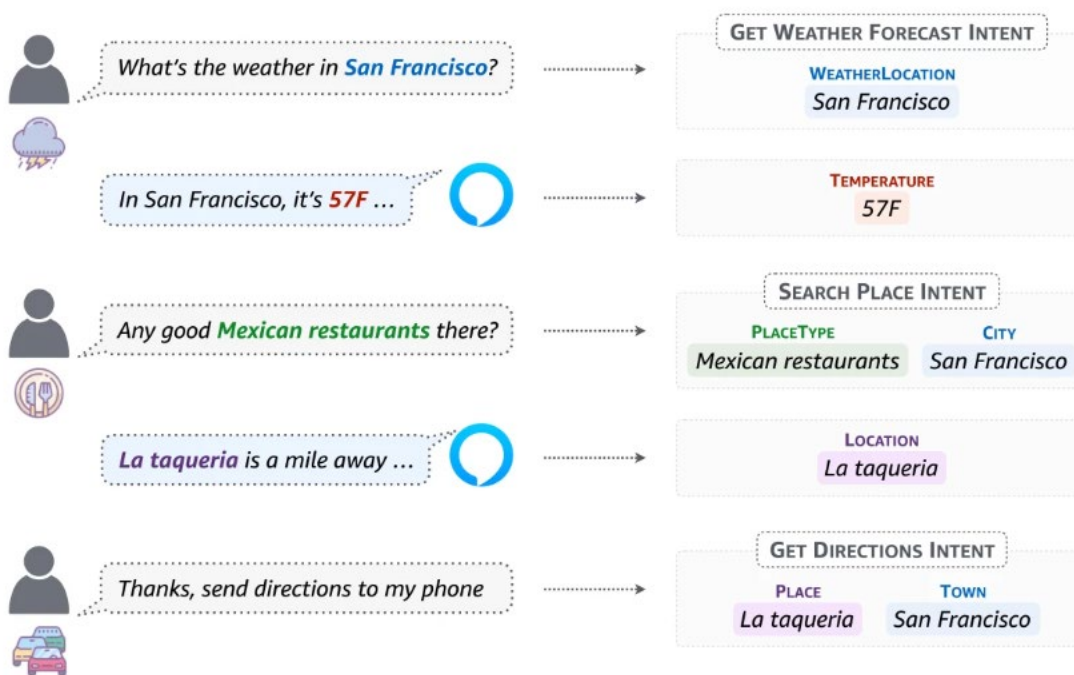 GET WEATHER FORECAST INTENT
What's the weather in San Francisco?
WEATHERLOCATION
San Francisco
In San Francisco, it's 57F ...
TEMPERATURE
57F
SEARCH PLACE INTENT
Any good Mexican restaurants there?
PLACETYPE CITY
Mexican restaurants San Francisco
La taqueria is a mile away ...
LOCATION
La taqueria
GET DIRECTIONS INTENT
Thanks, send directions to my phone
PLACE TOWN
La taqueria San Francisco